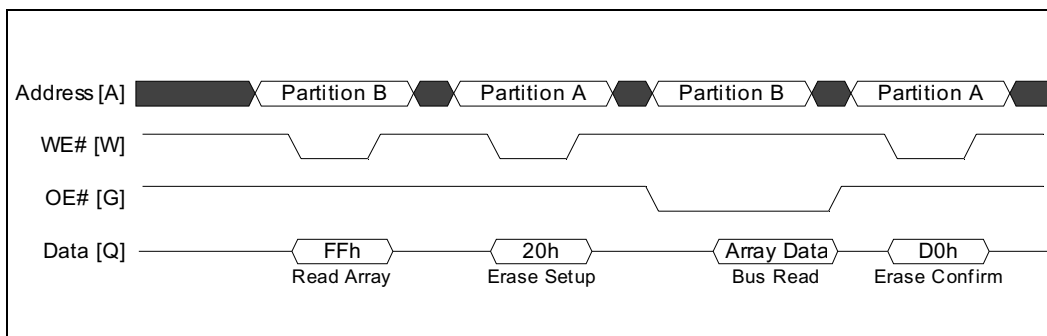 Address [A] Partition B Partition A Partition B Partition A
WE# [W]
OE# [G]
Data [Q] FFh 20h Array Data D0h
Read Array Erase Setup Bus Read Erase Confirm